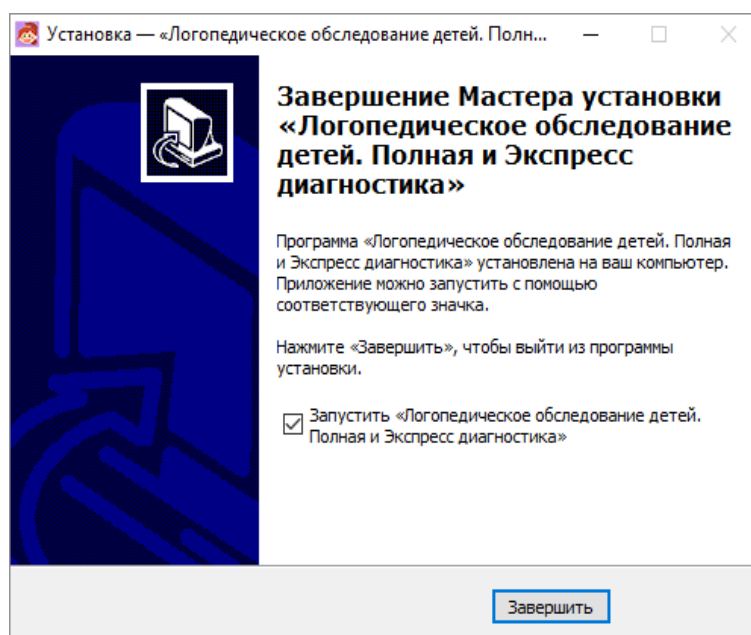 Установка — «Логопедическое обследование детей. Полн...
Завершение Мастера установки
«Логопедическое обследование
детей. Полная и Экспресс
диагностика»
Программа «Логопедическое обследование детей. Полная
и Экспресс диагностика» установлена на ваш компьютер.
Приложение можно запустить с помощью
соответствующего значка.
Нажмите «Завершить», чтобы выйти из программы
установки.
Запустить «Логопедическое обследование детей.
Полная и Экспресс диагностика»
Завершить